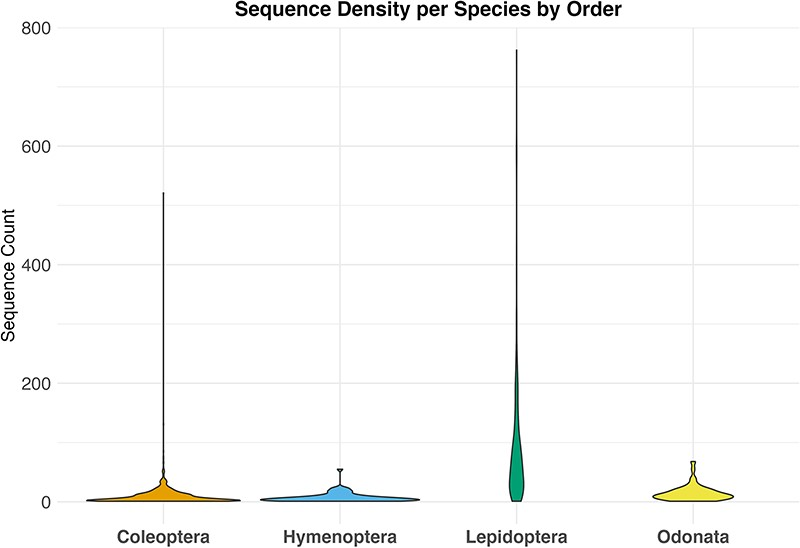 Sequence Density per Species by Order
Sequence Count
800
600
400
200
0
Coleoptera
Hymenoptera
Lepidoptera
Odonata